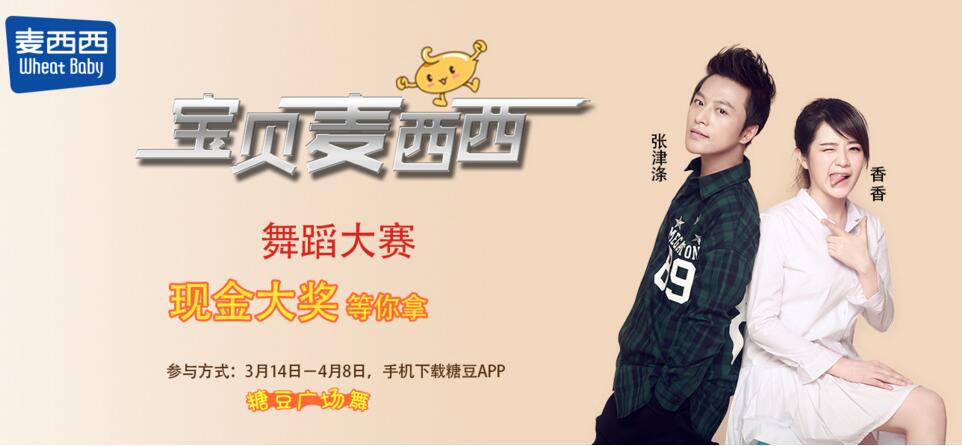 麦西西
Wheat Baby
宝贝麦西西
张津涤
香香
MEGATON
89
舞蹈大赛
现金大奖 等你拿
参与方式：3月14日－4月8日，手机下载糖豆APP
糖豆广场舞